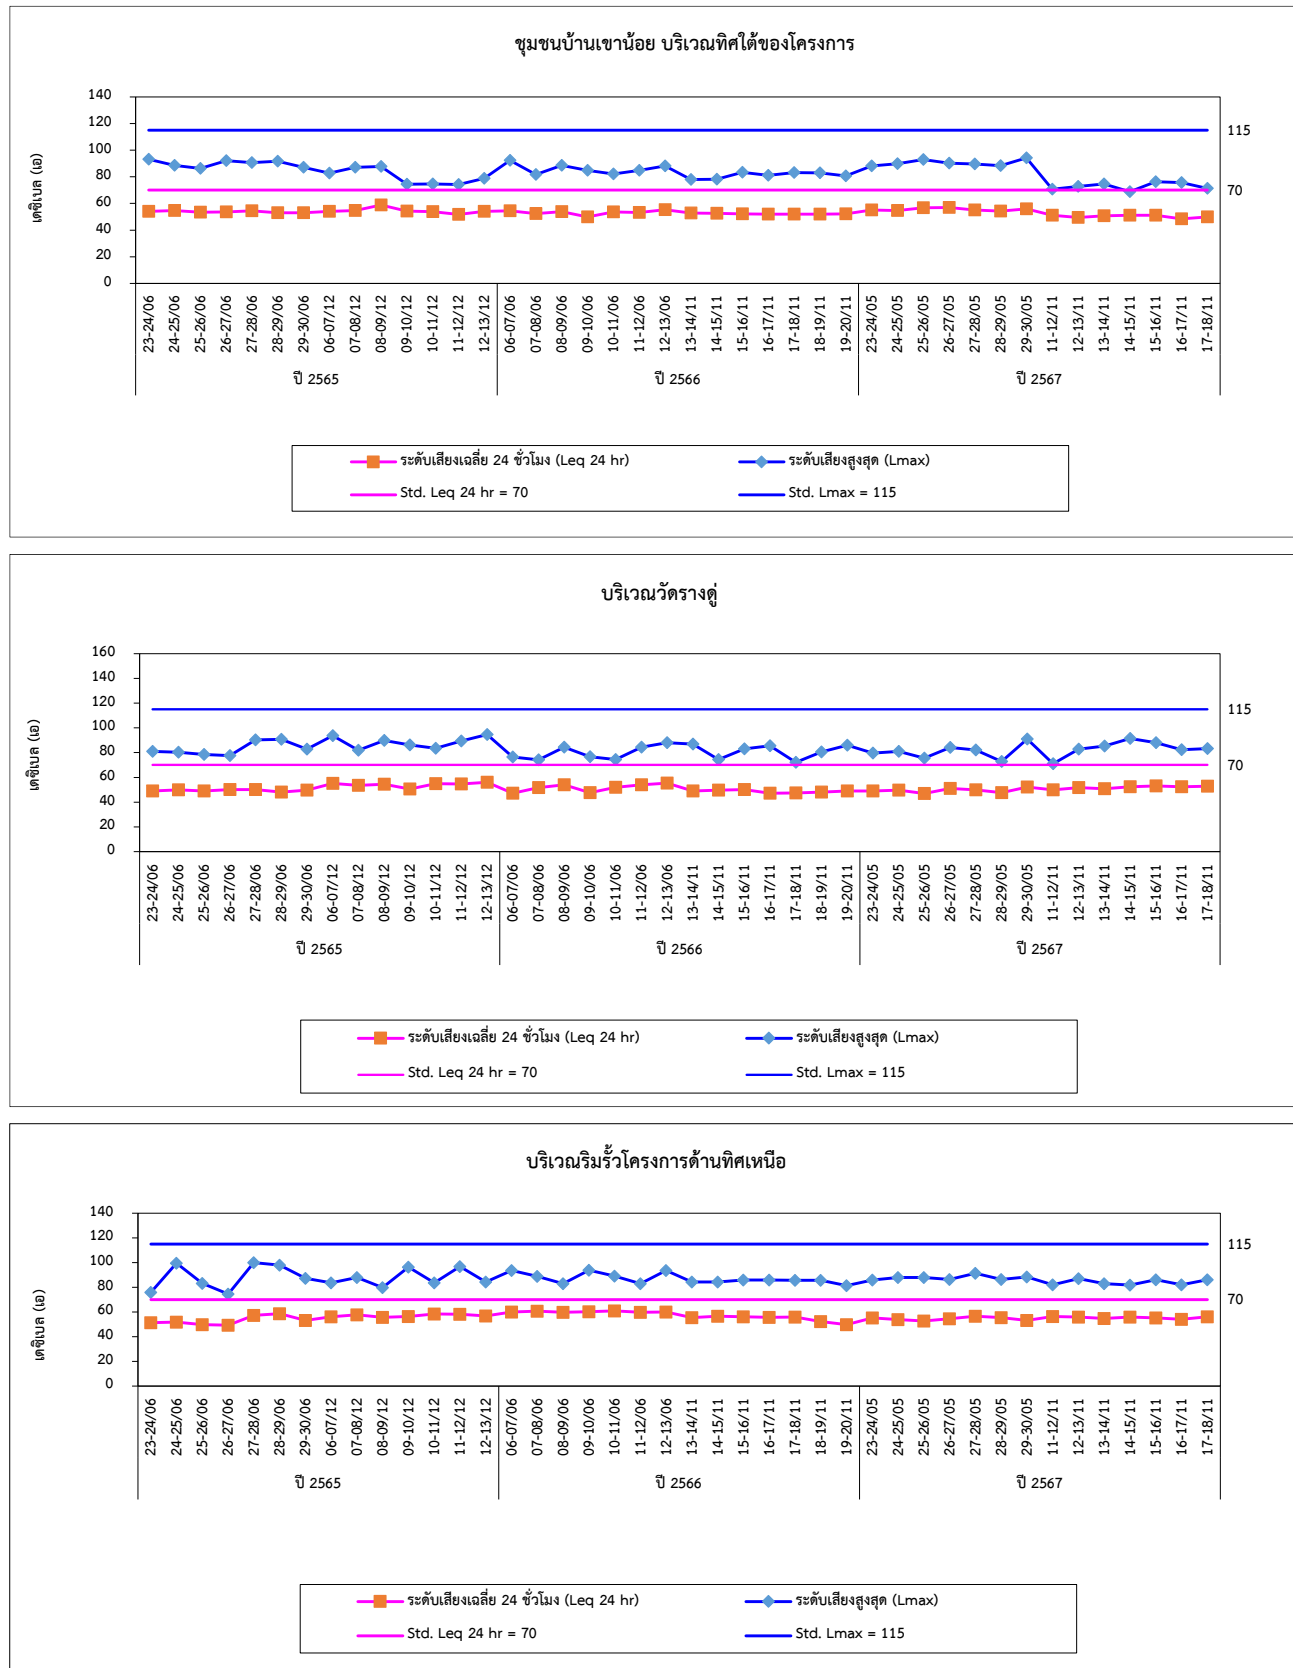 ชุมชนบ้านเขาน้อย บริเวณทิศใต้ของโครงการ
140
120
100
80
60
40
20
0
เดซิเบล (เอ)
115
70
23-24/06 24-25/06 25-26/06 26-27/06 27-28/06 28-29/06 29-30/06 06-07/12 07-08/12 08-09/12 09-10/12 10-11/12 11-12/12 12-13/12 06-07/06 07-08/06 08-09/06 09-10/06 10-11/06 11-12/06 12-13/06 13-14/11 14-15/11 15-16/11 16-17/11 17-18/11 18-19/11 19-20/11 23-24/05 24-25/05 25-26/05 26-27/05 27-28/05 28-29/05 29-30/05 11-12/11 12-13/11 13-14/11 14-15/11 15-16/11 16-17/11 17-18/11
ปี 2565 ปี 2566 ปี 2567
ระดับเสียงเฉลี่ย 24 ชั่วโมง (Leq 24 hr) ระดับเสียงสูงสุด (Lmax)
Std. Leq 24 hr = 70 Std. Lmax = 115
บริเวณวัดรางดู่
160
140
120
100
80
60
40
20
0
เดซิเบล (เอ)
115
70
23-24/06 24-25/06 25-26/06 26-27/06 27-28/06 28-29/06 29-30/06 06-07/12 07-08/12 08-09/12 09-10/12 10-11/12 11-12/12 12-13/12 06-07/06 07-08/06 08-09/06 09-10/06 10-11/06 11-12/06 12-13/06 13-14/11 14-15/11 15-16/11 16-17/11 17-18/11 18-19/11 19-20/11 23-24/05 24-25/05 25-26/05 26-27/05 27-28/05 28-29/05 29-30/05 11-12/11 12-13/11 13-14/11 14-15/11 15-16/11 16-17/11 17-18/11
ปี 2565 ปี 2566 ปี 2567
ระดับเสียงเฉลี่ย 24 ชั่วโมง (Leq 24 hr) ระดับเสียงสูงสุด (Lmax)
Std. Leq 24 hr = 70 Std. Lmax = 115
บริเวณริมรั้วโครงการด้านทิศเหนือ
140
120
100
80
60
40
20
0
เดซิเบล (เอ)
115
70
23-24/06 24-25/06 25-26/06 26-27/06 27-28/06 28-29/06 29-30/06 06-07/12 07-08/12 08-09/12 09-10/12 10-11/12 11-12/12 12-13/12 06-07/06 07-08/06 08-09/06 09-10/06 10-11/06 11-12/06 12-13/06 13-14/11 14-15/11 15-16/11 16-17/11 17-18/11 18-19/11 19-20/11 23-24/05 24-25/05 25-26/05 26-27/05 27-28/05 28-29/05 29-30/05 11-12/11 12-13/11 13-14/11 14-15/11 15-16/11 16-17/11 17-18/11
ปี 2565 ปี 2566 ปี 2567
ระดับเสียงเฉลี่ย 24 ชั่วโมง (Leq 24 hr) ระดับเสียงสูงสุด (Lmax)
Std. Leq 24 hr = 70 Std. Lmax = 115